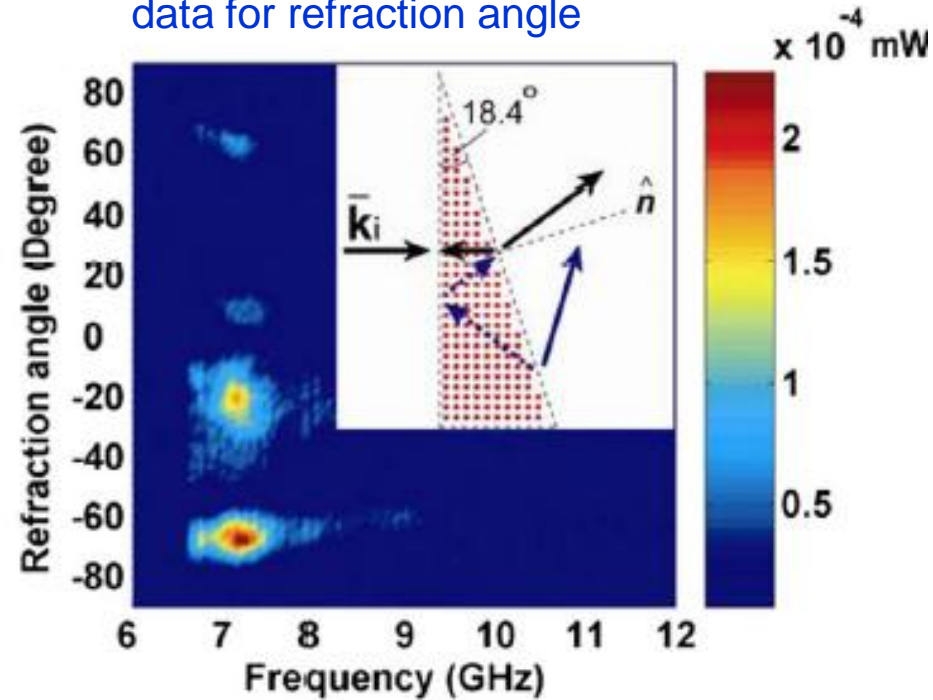 data for refraction angle
x 10^-4 mW
Refraction angle (Degree)
80
60
40
20
0
-20
-40
-60
-80
18.4°
k̄i
n̂
2
1.5
1
0.5
6 7 8 9 10 11 12
Frequency (GHz)